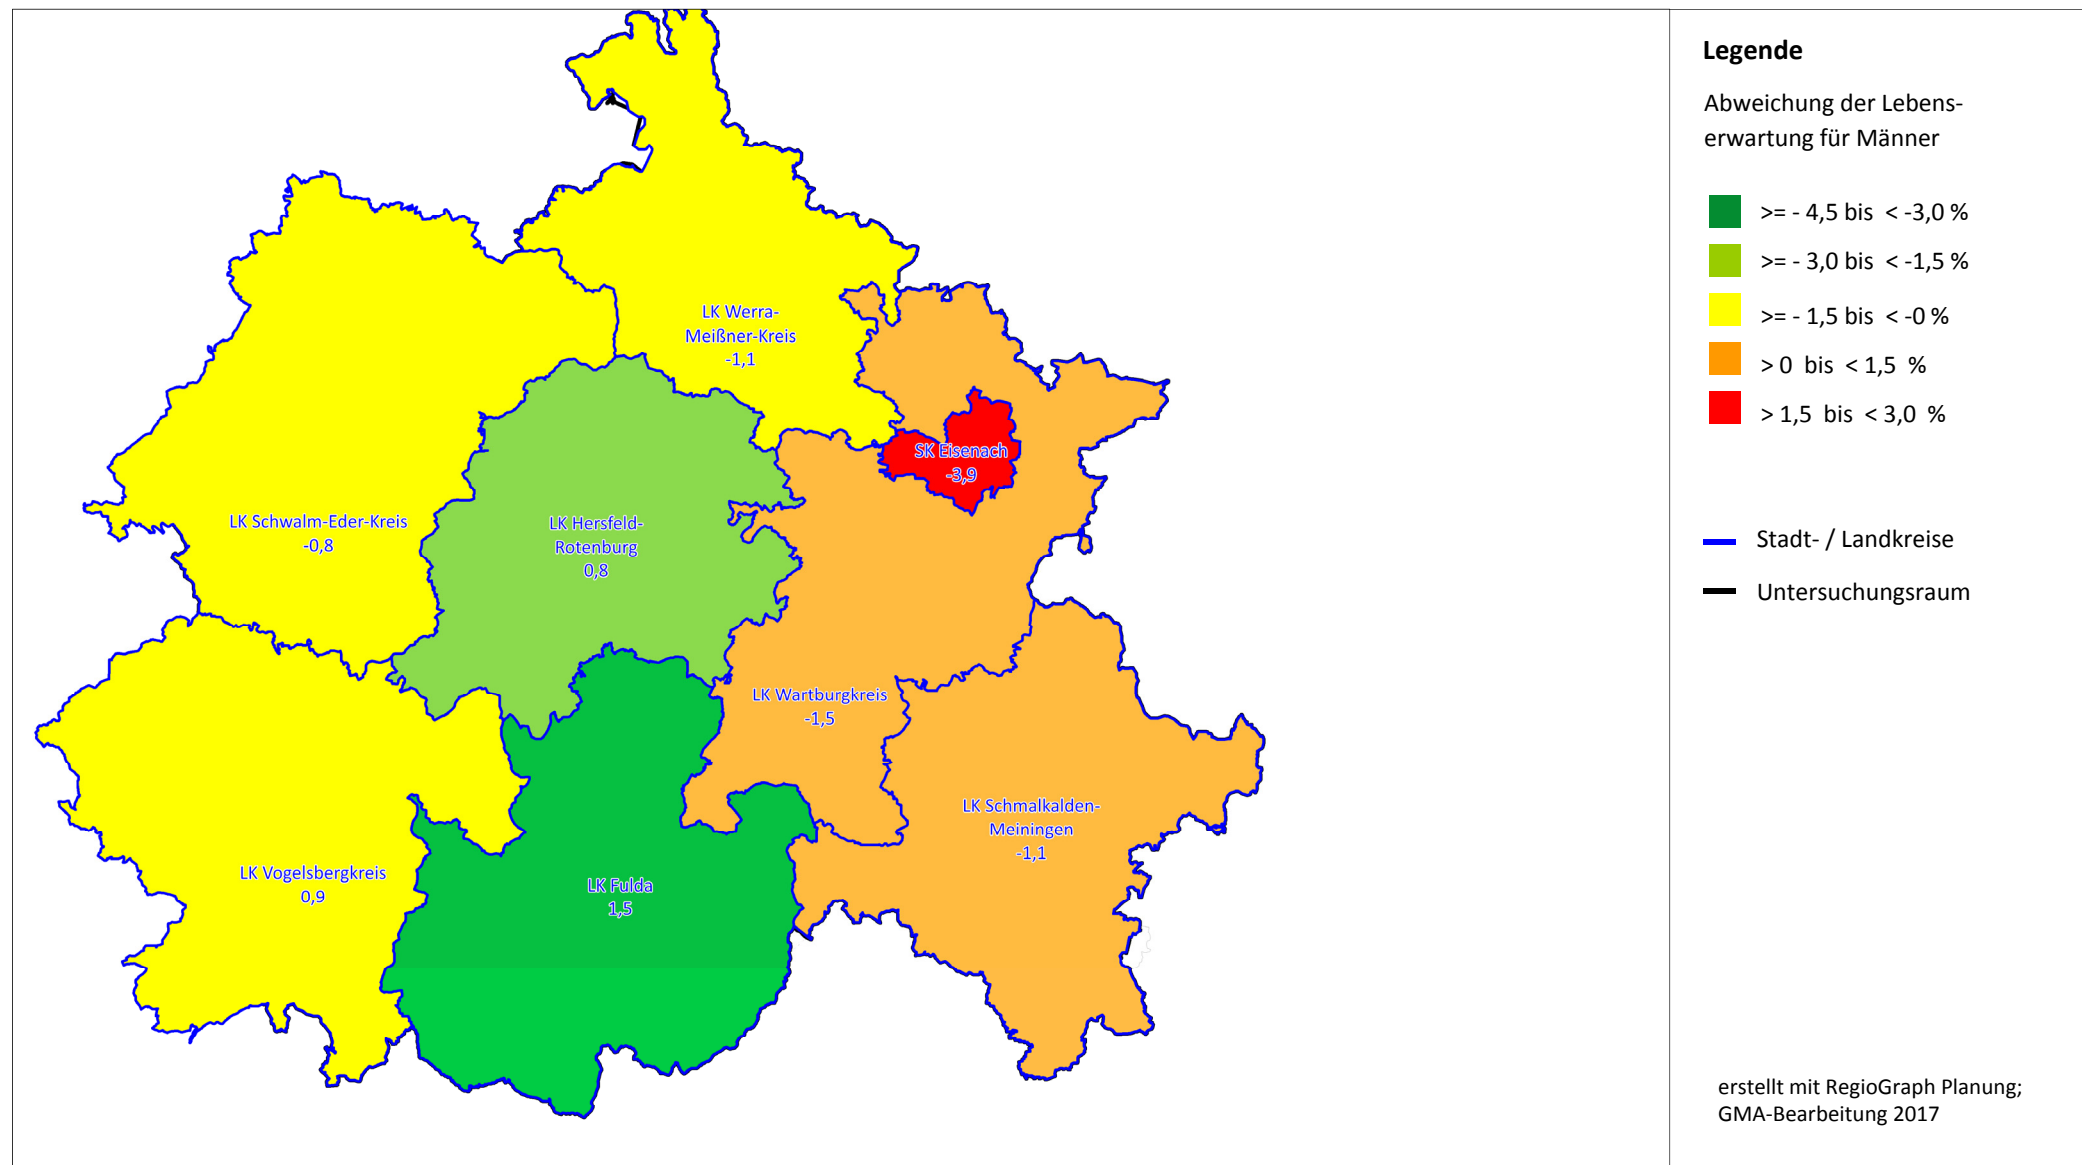 LK Werra-
Meißner-Kreis
-1,1
SK Eisenach
-3,9
LK Schwalm-Eder-Kreis
-0,8
LK Hersfeld-
Rotenburg
0,8
LK Wartburgkreis
-1,5
LK Schmalkalden-
Meiningen
-1,1
LK Vogelsbergkreis
0,9
LK Fulda
1,5
Legende
Abweichung der Lebens-
erwartung für Männer
>= - 4,5 bis < -3,0 %
>= - 3,0 bis < -1,5 %
>= - 1,5 bis < -0 %
> 0 bis < 1,5 %
> 1,5 bis < 3,0 %
Stadt- / Landkreise
Untersuchungsraum
erstellt mit RegioGraph Planung;
GMA-Bearbeitung 2017